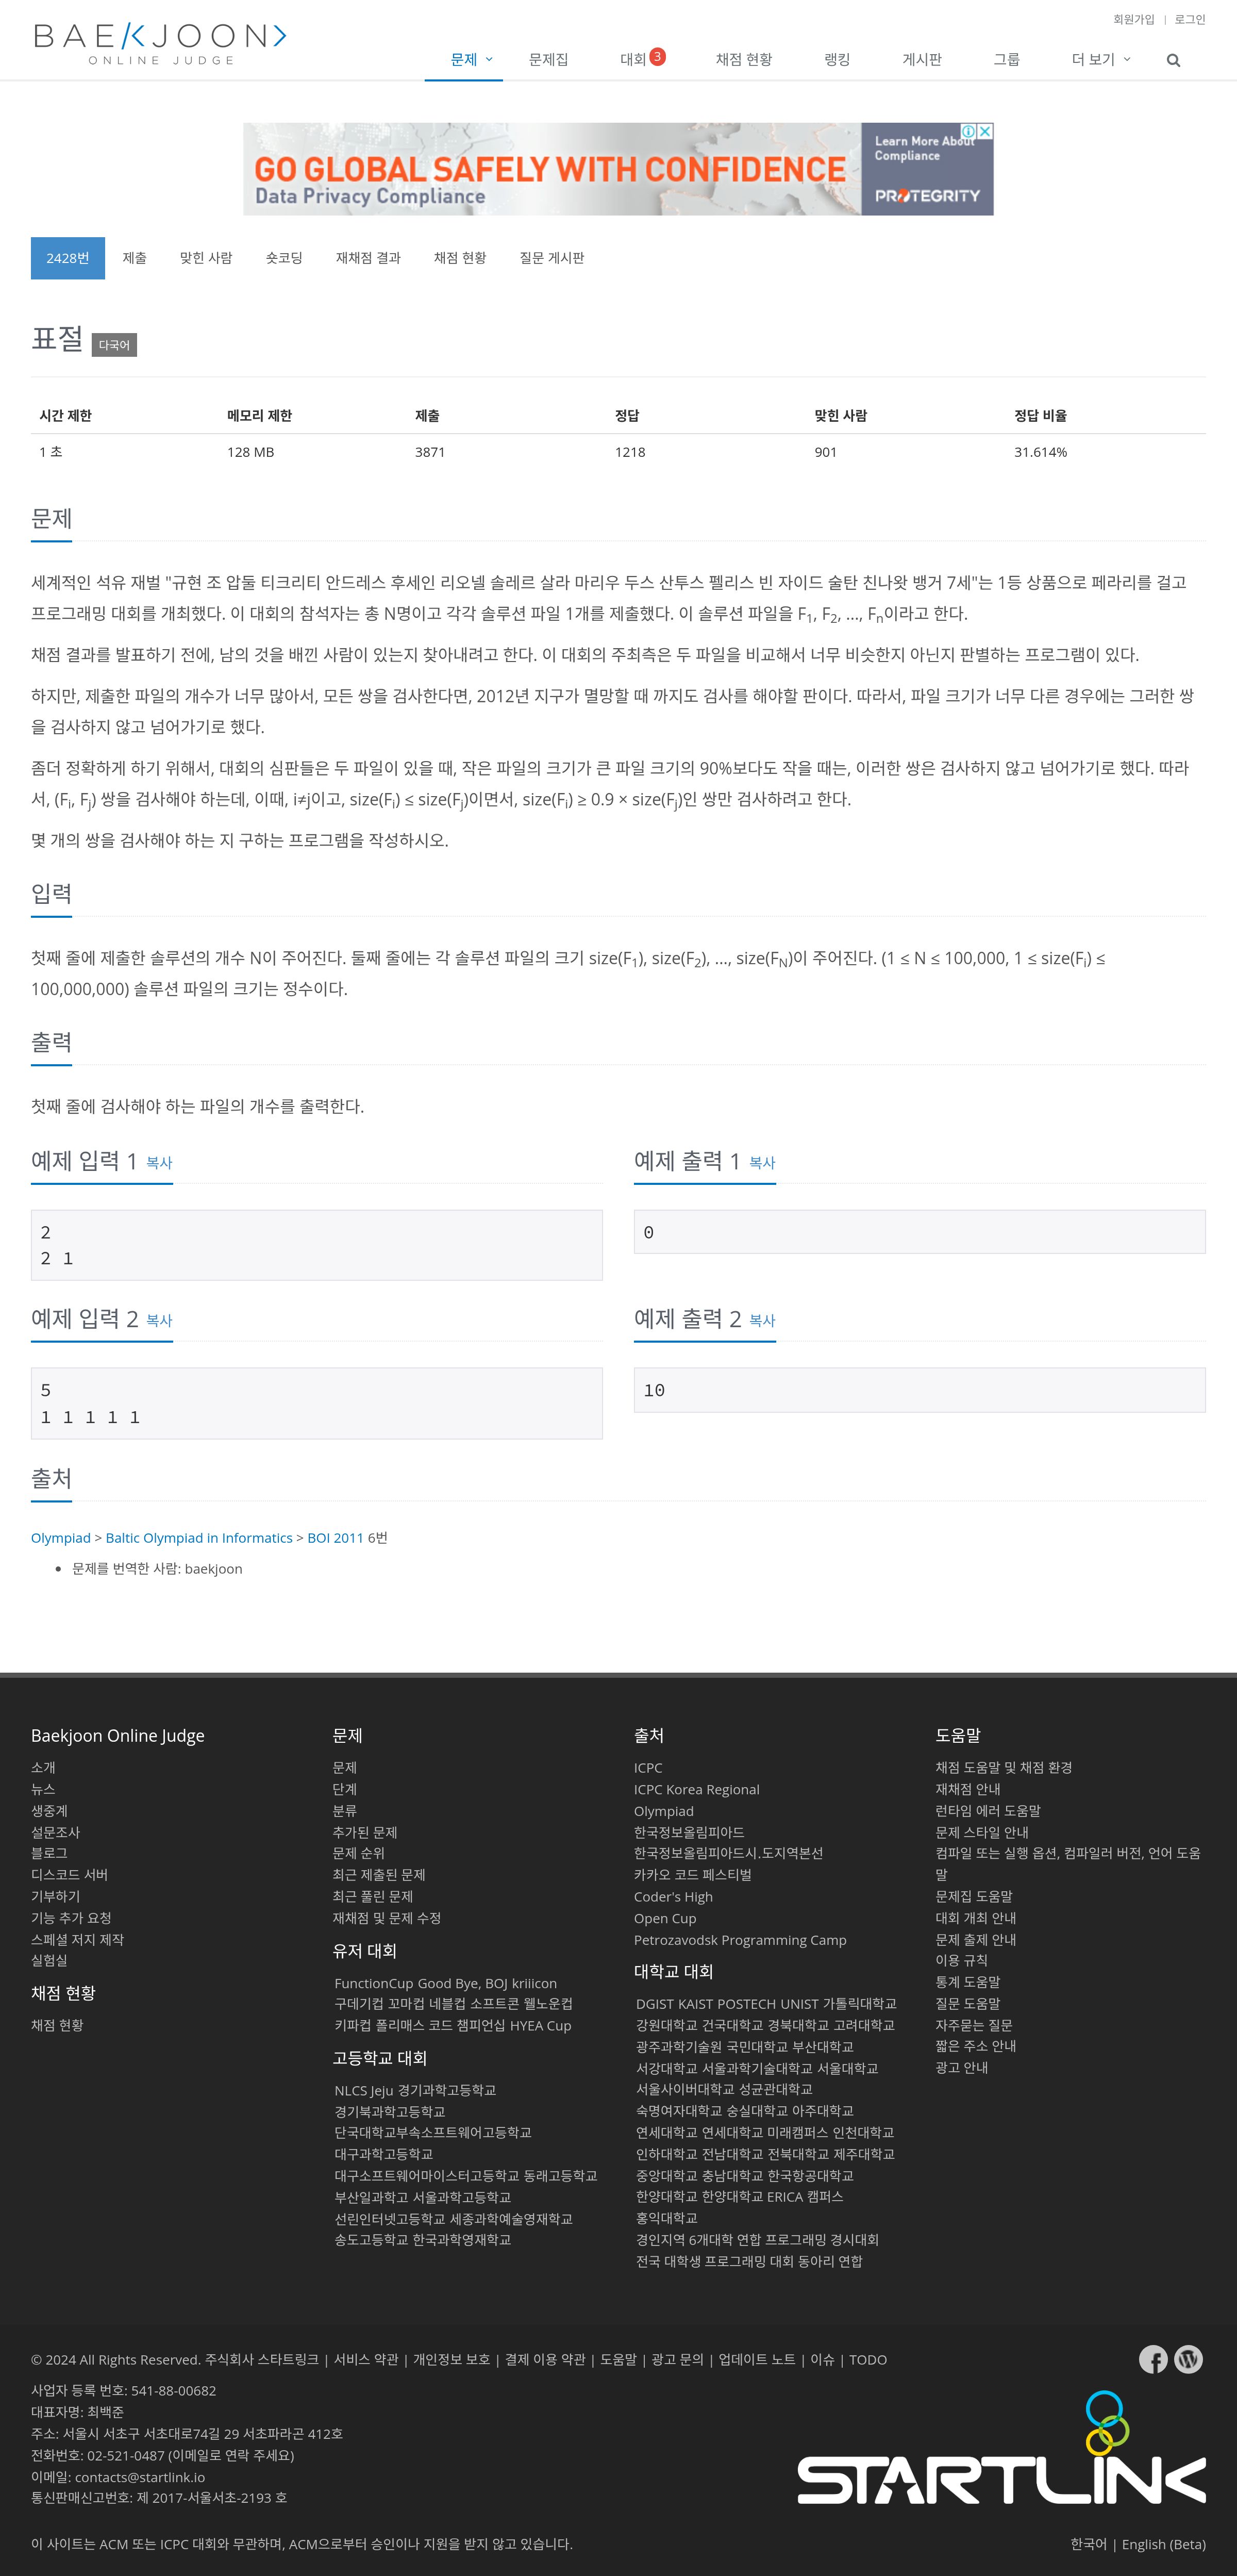 회원가입 | 로그인
BAEKJOON>
ONLINE JUDGE
문제 문제집 대회 3 채점 현황 랭킹 게시판 그룹 더 보기
GO GLOBAL SAFELY WITH CONFIDENCE
Data Privacy Compliance
Learn More About
Compliance
PROTEGRITY
2428번 제출 맞힌 사람 숏코딩 재채점 결과 채점 현황 질문 게시판
표절 다국어
시간 제한 메모리 제한 제출 정답 맞힌 사람 정답 비율
1 초 128 MB 3871 1218 901 31.614%
문제
세계적인 석유 재벌 "규현 조 압둘 티크리티 안드레스 후세인 리오넬 솔레르 살라 마리우 두스 산투스 펠리스 빈 자이드 술탄 친나왓 뱅거 7세"는 1등 상품으로 페라리를 걸고
프로그래밍 대회를 개최했다. 이 대회의 참석자는 총 N명이고 각각 솔루션 파일 1개를 제출했다. 이 솔루션 파일을 F1, F2, ..., Fn이라고 한다.
채점 결과를 발표하기 전에, 남의 것을 배낀 사람이 있는지 찾아내려고 한다. 이 대회의 주최측은 두 파일을 비교해서 너무 비슷한지 아닌지 판별하는 프로그램이 있다.
하지만, 제출한 파일의 개수가 너무 많아서, 모든 쌍을 검사한다면, 2012년 지구가 멸망할 때 까지도 검사를 해야할 판이다. 따라서, 파일 크기가 너무 다른 경우에는 그러한 쌍
을 검사하지 않고 넘어가기로 했다.
좀더 정확하게 하기 위해서, 대회의 심판들은 두 파일이 있을 때, 작은 파일의 크기가 큰 파일 크기의 90%보다도 작을 때는, 이러한 쌍은 검사하지 않고 넘어가기로 했다. 따라
서, (Fi, Fj) 쌍을 검사해야 하는데, 이때, i≠j이고, size(Fi) ≤ size(Fj)이면서, size(Fi) ≥ 0.9 × size(Fj)인 쌍만 검사하려고 한다.
몇 개의 쌍을 검사해야 하는 지 구하는 프로그램을 작성하시오.
입력
첫째 줄에 제출한 솔루션의 개수 N이 주어진다. 둘째 줄에는 각 솔루션 파일의 크기 size(F1), size(F2), ..., size(FN)이 주어진다. (1 ≤ N ≤ 100,000, 1 ≤ size(Fi) ≤
100,000,000) 솔루션 파일의 크기는 정수이다.
출력
첫째 줄에 검사해야 하는 파일의 개수를 출력한다.
예제 입력 1 복사
2
2 1
예제 출력 1 복사
0
예제 입력 2 복사
5
1 1 1 1 1
예제 출력 2 복사
10
출처
Olympiad > Baltic Olympiad in Informatics > BOI 2011 6번
• 문제를 번역한 사람: baekjoon
Baekjoon Online Judge
소개
뉴스
생중계
설문조사
블로그
디스코드 서버
기부하기
기능 추가 요청
스페셜 저지 제작
실험실
채점 현황
채점 현황
문제
문제
단계
분류
추가된 문제
문제 순위
최근 제출된 문제
최근 풀린 문제
재채점 및 문제 수정
유저 대회
FunctionCup Good Bye, BOJ kriiicon
구데기컵 꼬마컵 네블컵 소프트콘 웰노운컵
키파컵 폴리매스 코드 챔피언십 HYEA Cup
고등학교 대회
NLCS Jeju 경기과학고등학교
경기북과학고등학교
단국대학교부속소프트웨어고등학교
대구과학고등학교
대구소프트웨어마이스터고등학교 동래고등학교
부산일과학고 서울과학고등학교
선린인터넷고등학교 세종과학예술영재학교
송도고등학교 한국과학영재학교
출처
ICPC
ICPC Korea Regional
Olympiad
한국정보올림피아드
한국정보올림피아드시.도지역본선
카카오 코드 페스티벌
Coder's High
Open Cup
Petrozavodsk Programming Camp
대학교 대회
DGIST KAIST POSTECH UNIST 가톨릭대학교
강원대학교 건국대학교 경북대학교 고려대학교
광주과학기술원 국민대학교 부산대학교
서강대학교 서울과학기술대학교 서울대학교
서울사이버대학교 성균관대학교
숙명여자대학교 숭실대학교 아주대학교
연세대학교 연세대학교 미래캠퍼스 인천대학교
인하대학교 전남대학교 전북대학교 제주대학교
중앙대학교 충남대학교 한국항공대학교
한양대학교 한양대학교 ERICA 캠퍼스
홍익대학교
경인지역 6개대학 연합 프로그래밍 경시대회
전국 대학생 프로그래밍 대회 동아리 연합
도움말
채점 도움말 및 채점 환경
재채점 안내
런타임 에러 도움말
문제 스타일 안내
컴파일 또는 실행 옵션, 컴파일러 버전, 언어 도움
말
문제집 도움말
대회 개최 안내
문제 출제 안내
이용 규칙
통계 도움말
질문 도움말
자주묻는 질문
짧은 주소 안내
광고 안내
© 2024 All Rights Reserved. 주식회사 스타트링크 | 서비스 약관 | 개인정보 보호 | 결제 이용 약관 | 도움말 | 광고 문의 | 업데이트 노트 | 이슈 | TODO
사업자 등록 번호: 541-88-00682
대표자명: 최백준
주소: 서울시 서초구 서초대로74길 29 서초파라곤 412호
전화번호: 02-521-0487 (이메일로 연락 주세요)
이메일: contacts@startlink.io
통신판매신고번호: 제 2017-서울서초-2193 호
STARTLINK
이 사이트는 ACM 또는 ICPC 대회와 무관하며, ACM으로부터 승인이나 지원을 받지 않고 있습니다.
한국어 | English (Beta)